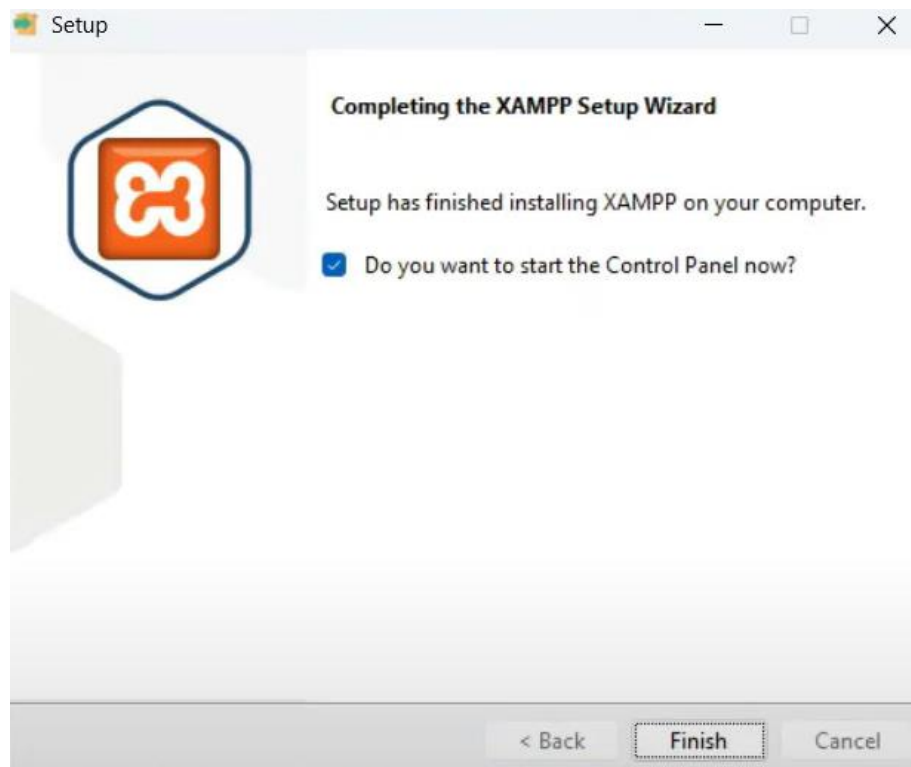 Setup
Completing the XAMPP Setup Wizard
Setup has finished installing XAMPP on your computer.
Do you want to start the Control Panel now?
< Back
Finish
Cancel